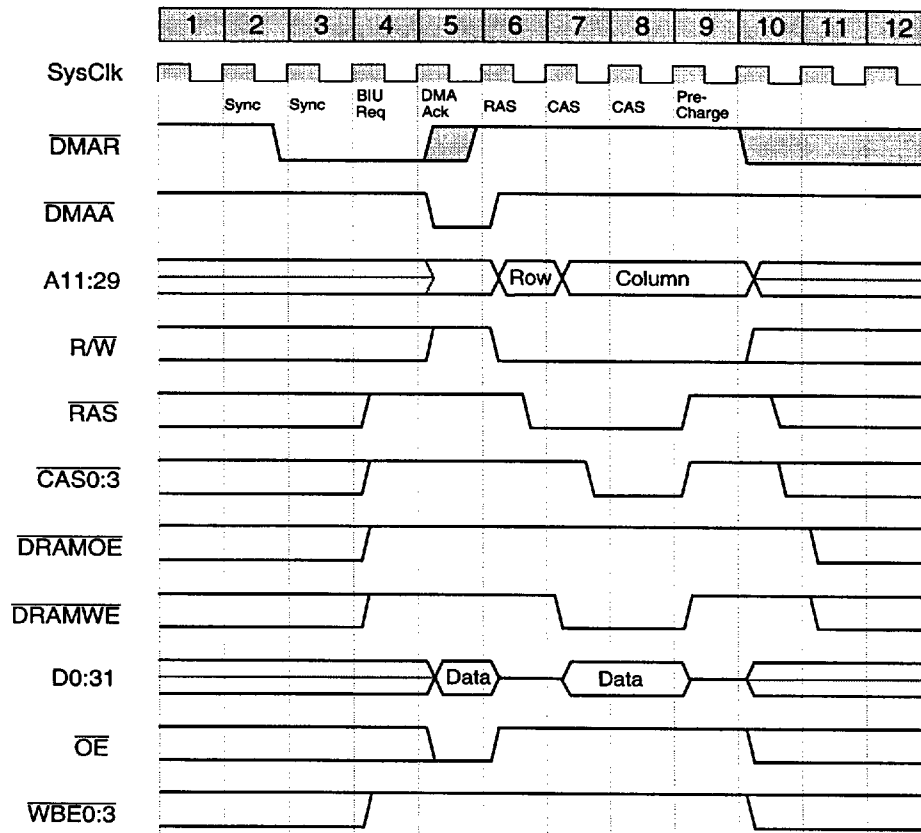 1 2 3 4 5 6 7 8 9 10 11 12
SysClk
Sync Sync BIU Req DMA Ack RAS CAS CAS Pre-Charge
DMAR
DMAA
A11:29 Row Column
R/W
RAS
CAS0:3
DRAMOE
DRAMWE
D0:31 Data Data
OE
WBE0:3